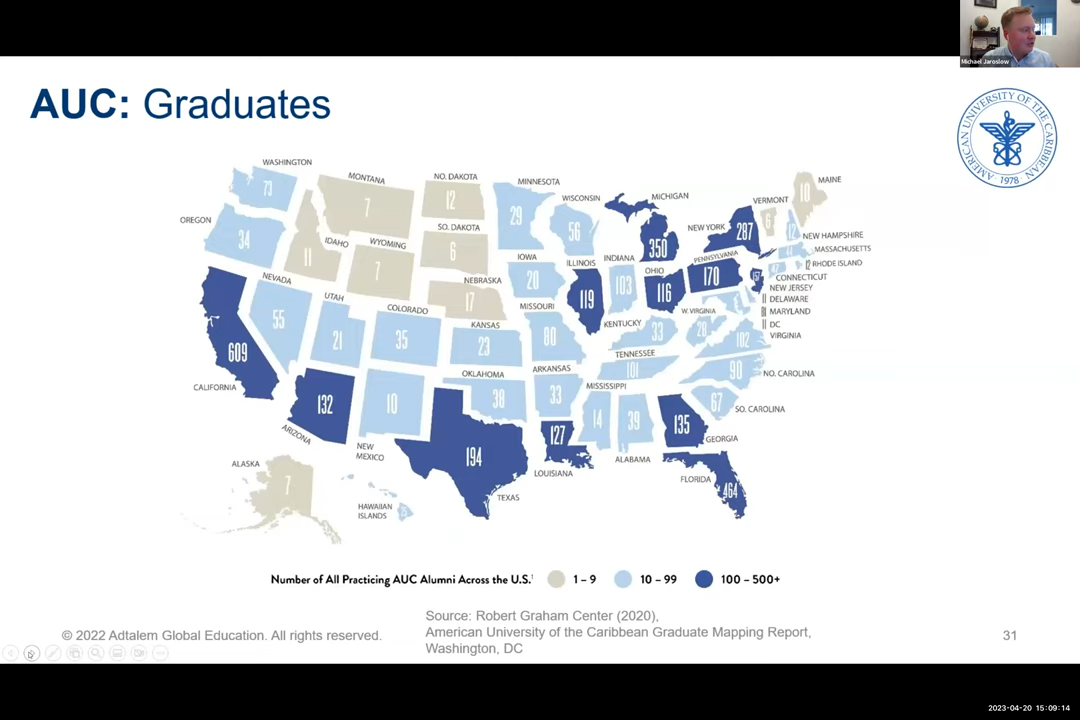 Michael Jaroslow
AUC: Graduates
AMERICAN UNIVERSITY OF THE CARIBBEAN
1978
WASHINGTON
73
MONTANA
7
NO. DAKOTA
12
MINNESOTA
29
WISCONSIN
56
MICHIGAN
350
VERMONT
6
MAINE
10
OREGON
34
IDAHO
11
WYOMING
7
SO. DAKOTA
6
IOWA
20
ILLINOIS
119
INDIANA
103
OHIO
116
NEW YORK
287
PENNSYLVANIA
170
12
NEW HAMPSHIRE
MASSACHUSETTS
RHODE ISLAND
CONNECTICUT
NEW JERSEY
DELAWARE
MARYLAND
DC
VIRGINIA
102
NEVADA
55
UTAH
21
COLORADO
35
NEBRASKA
17
KANSAS
23
MISSOURI
80
KENTUCKY
33
W. VIRGINIA
28
TENNESSEE
101
NO. CAROLINA
90
CALIFORNIA
609
ARIZONA
132
NEW
MEXICO
10
OKLAHOMA
38
ARKANSAS
33
MISSISSIPPI
14
ALABAMA
39
GEORGIA
135
SO. CAROLINA
67
TEXAS
194
LOUISIANA
127
FLORIDA
464
ALASKA
7
HAWAIIAN
ISLANDS
Number of All Practicing AUC Alumni Across the U.S.¹
1 – 9
10 – 99
100 – 500+
Source: Robert Graham Center (2020),
American University of the Caribbean Graduate Mapping Report,
Washington, DC
© 2022 Adtalem Global Education. All rights reserved.
31
2023-04-20 15:09:14